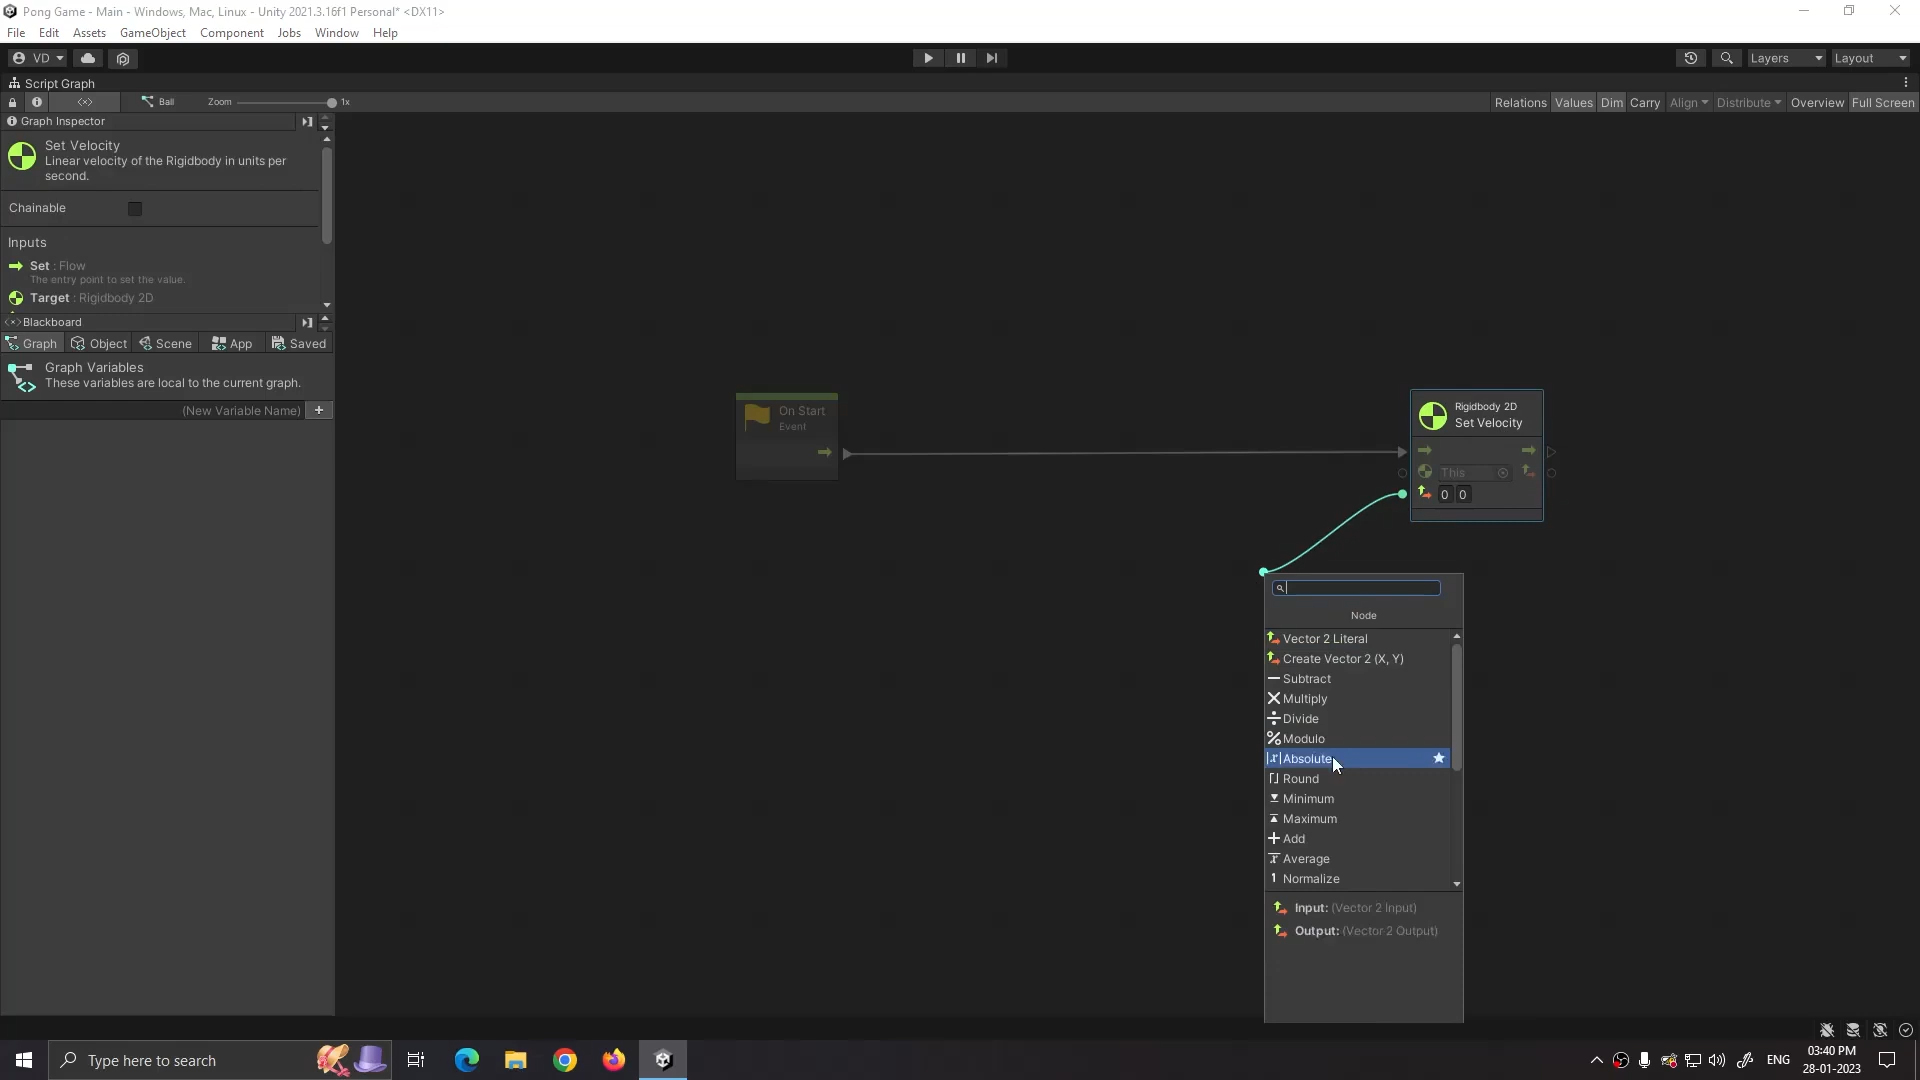 Pong Game - Main - Windows, Mac, Linux - Unity 2021.3.16f1 Personal* <DX11>
File Edit Assets GameObject Component Jobs Window Help
VD Layers Layout
Script Graph
Ball Zoom 1x Relations Values Dim Carry Align Distribute Overview Full Screen
Graph Inspector
Set Velocity
Linear velocity of the Rigidbody in units per
second.
Chainable
Inputs
Set : Flow
The entry point to set the value.
Target : Rigidbody 2D
Blackboard
Graph Object Scene App Saved
Graph Variables
These variables are local to the current graph.
(New Variable Name) +
On Start
Event
Rigidbody 2D
Set Velocity
This
0 0
Node
Vector 2 Literal
Create Vector 2 (X, Y)
Subtract
Multiply
Divide
Modulo
Absolute
Round
Minimum
Maximum
Add
Average
Normalize
Input: (Vector 2 Input)
Output: (Vector 2 Output)
Type here to search
ENG
03:40 PM
28-01-2023